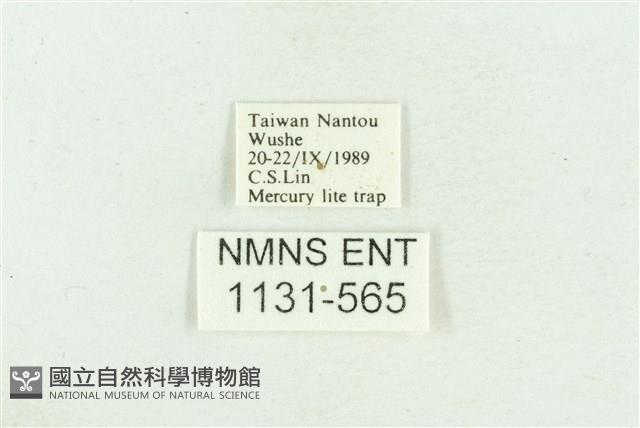 Taiwan Nantou
Wushe
20-22/IX/1989
C.S.Lin
Mercury lite trap
NMNS ENT
1131-565
國立自然科學博物館
NATIONAL MUSEUM OF NATURAL SCIENCE